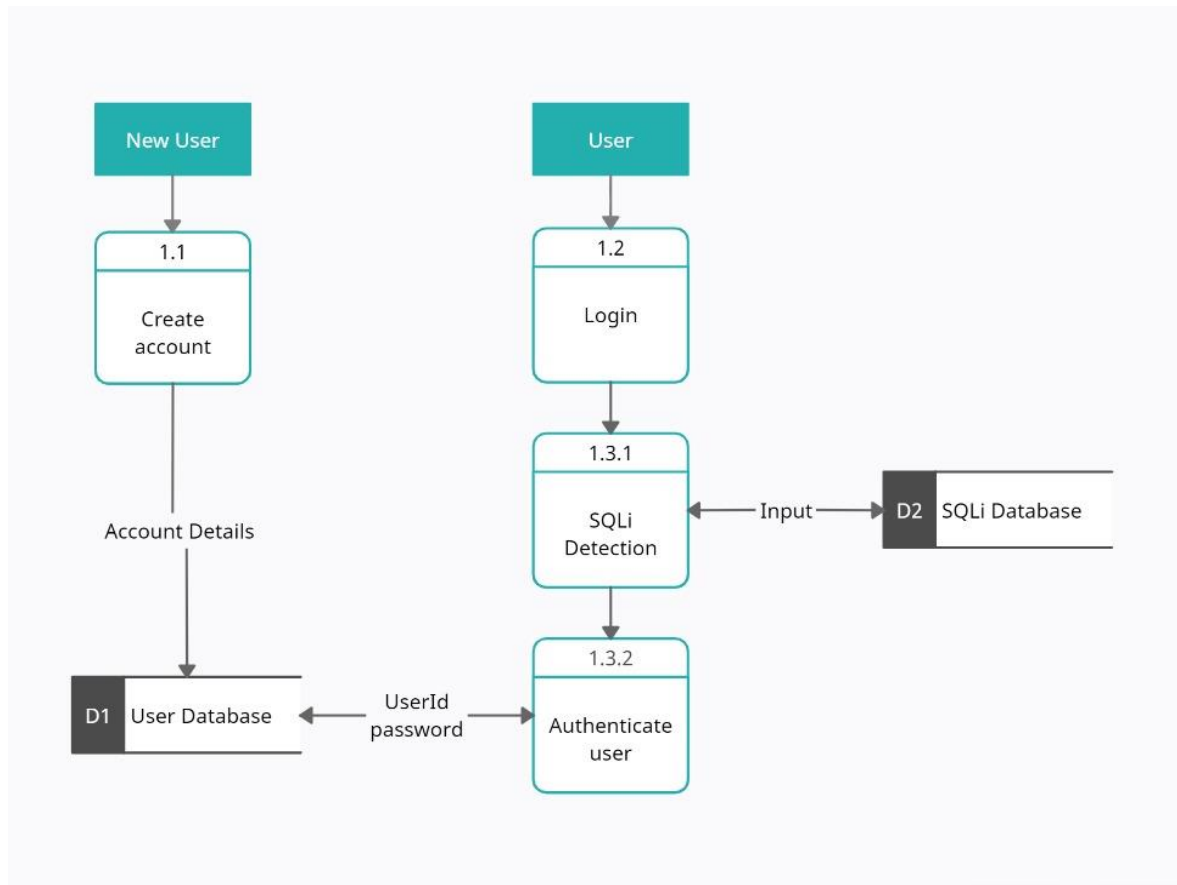 New User
User
1.1
Create
account
1.2
Login
1.3.1
SQLi
Detection
Input
D2 SQLi Database
Account Details
1.3.2
Authenticate
user
UserId
password
D1 User Database